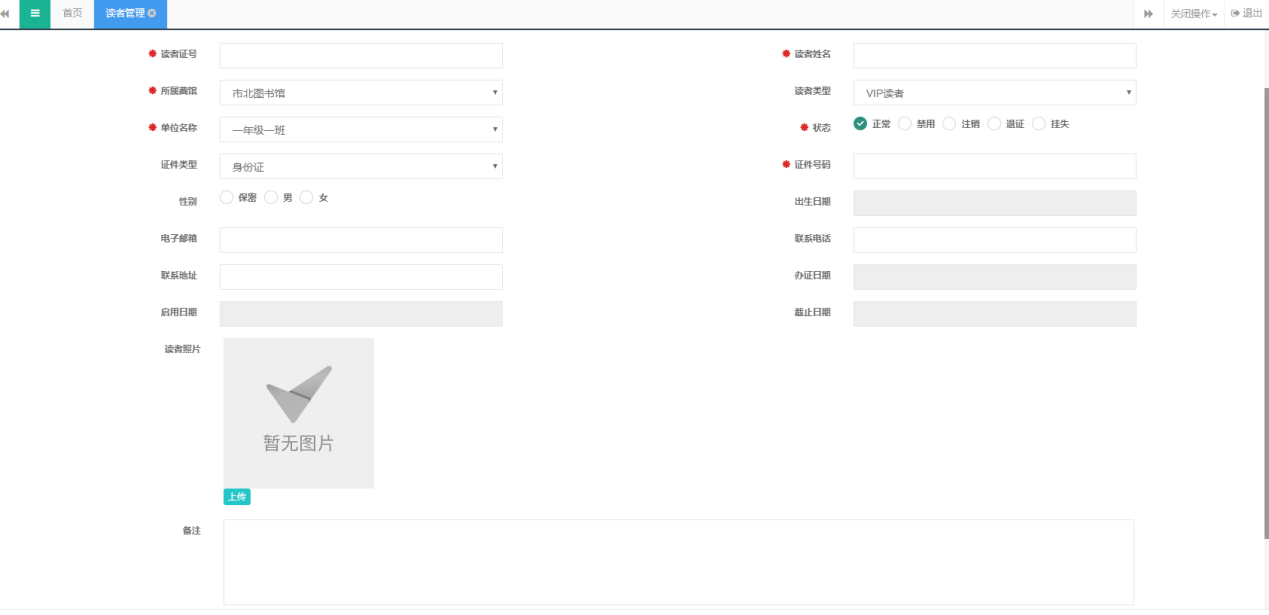 首页 读者管理 关闭操作 退出
读者证号 读者姓名
所属藏馆 市北图书馆 读者类型 VIP读者
单位名称 一年级一班 状态 正常 禁用 注销 退证 挂失
证件类型 身份证 证件号码
性别 保密 男 女 出生日期
电子邮箱 联系电话
联系地址 办证日期
启用日期 截止日期
读者照片
暂无图片
上传
备注